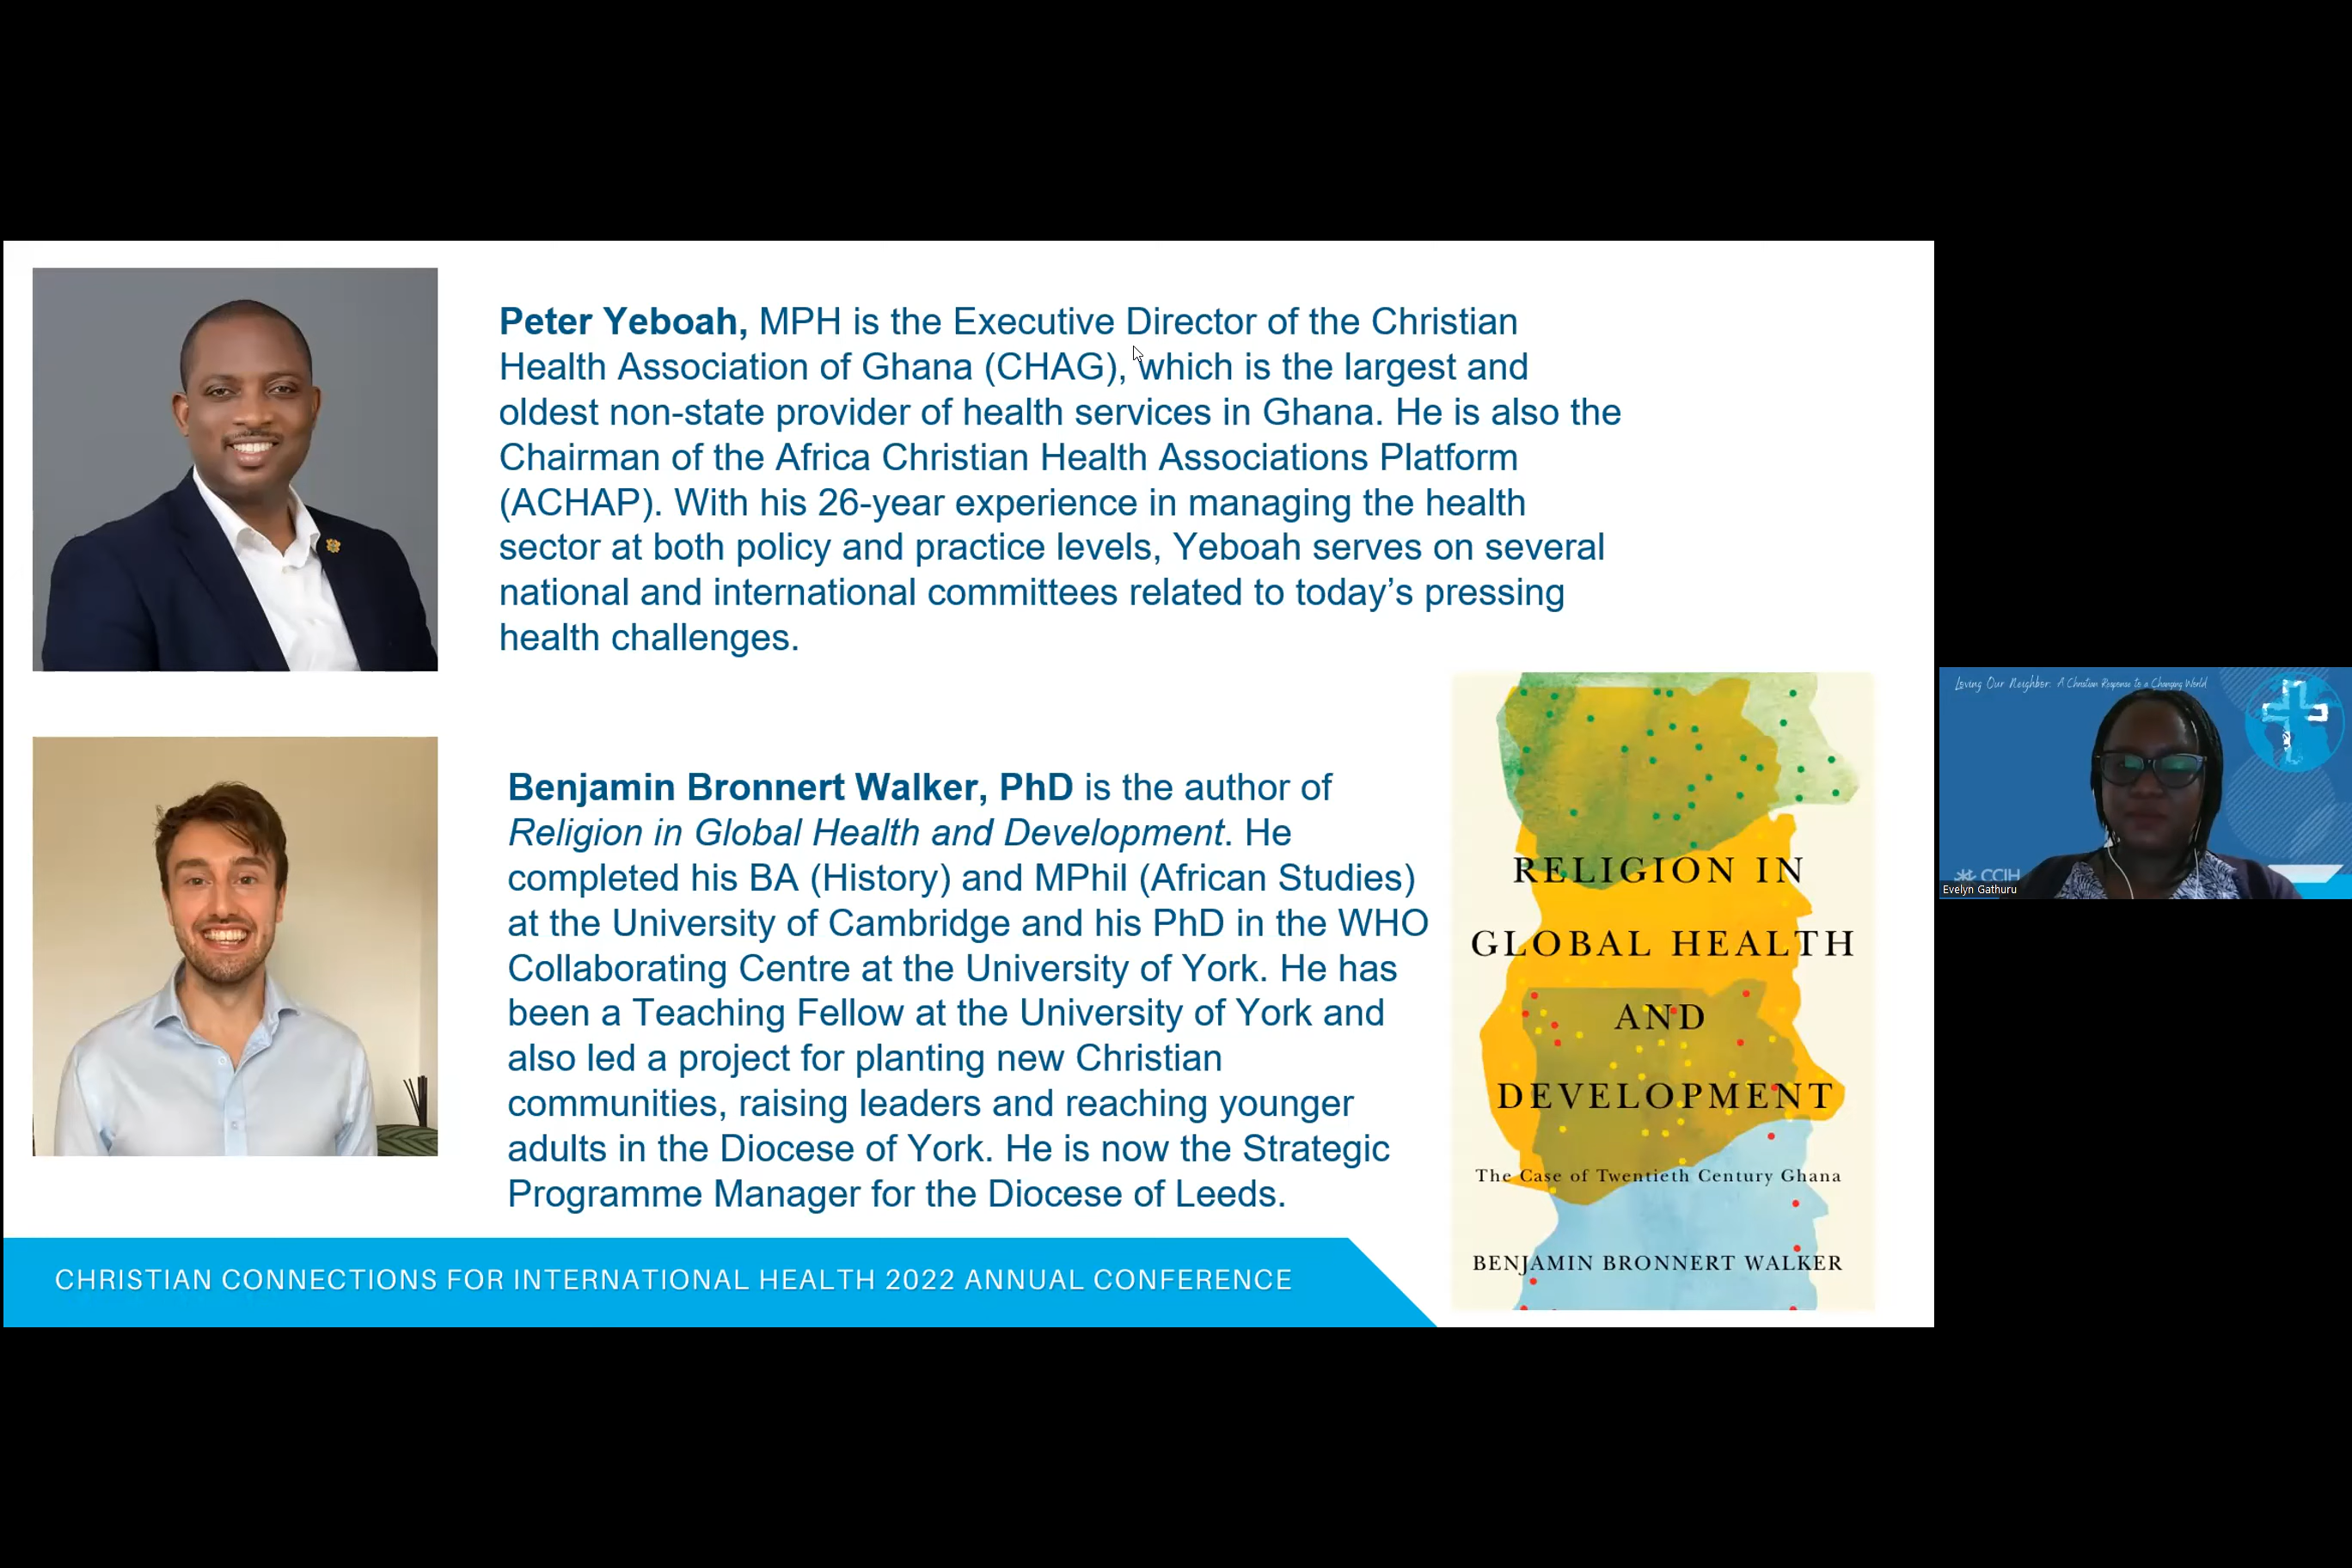 Peter Yeboah, MPH is the Executive Director of the Christian
Health Association of Ghana (CHAG), which is the largest and
oldest non-state provider of health services in Ghana. He is also the
Chairman of the Africa Christian Health Associations Platform
(ACHAP). With his 26-year experience in managing the health
sector at both policy and practice levels, Yeboah serves on several
national and international committees related to today’s pressing
health challenges.
Benjamin Bronnert Walker, PhD is the author of
Religion in Global Health and Development. He
completed his BA (History) and MPhil (African Studies)
at the University of Cambridge and his PhD in the WHO
Collaborating Centre at the University of York. He has
been a Teaching Fellow at the University of York and
also led a project for planting new Christian
communities, raising leaders and reaching younger
adults in the Diocese of York. He is now the Strategic
Programme Manager for the Diocese of Leeds.
RELIGION IN
GLOBAL HEALTH
AND
DEVELOPMENT
The Case of Twentieth Century Ghana
BENJAMIN BRONNERT WALKER
CHRISTIAN CONNECTIONS FOR INTERNATIONAL HEALTH 2022 ANNUAL CONFERENCE
Loving Our Neighbor: A Christian Response to a Changing World
CCIH
Evelyn Gathuru